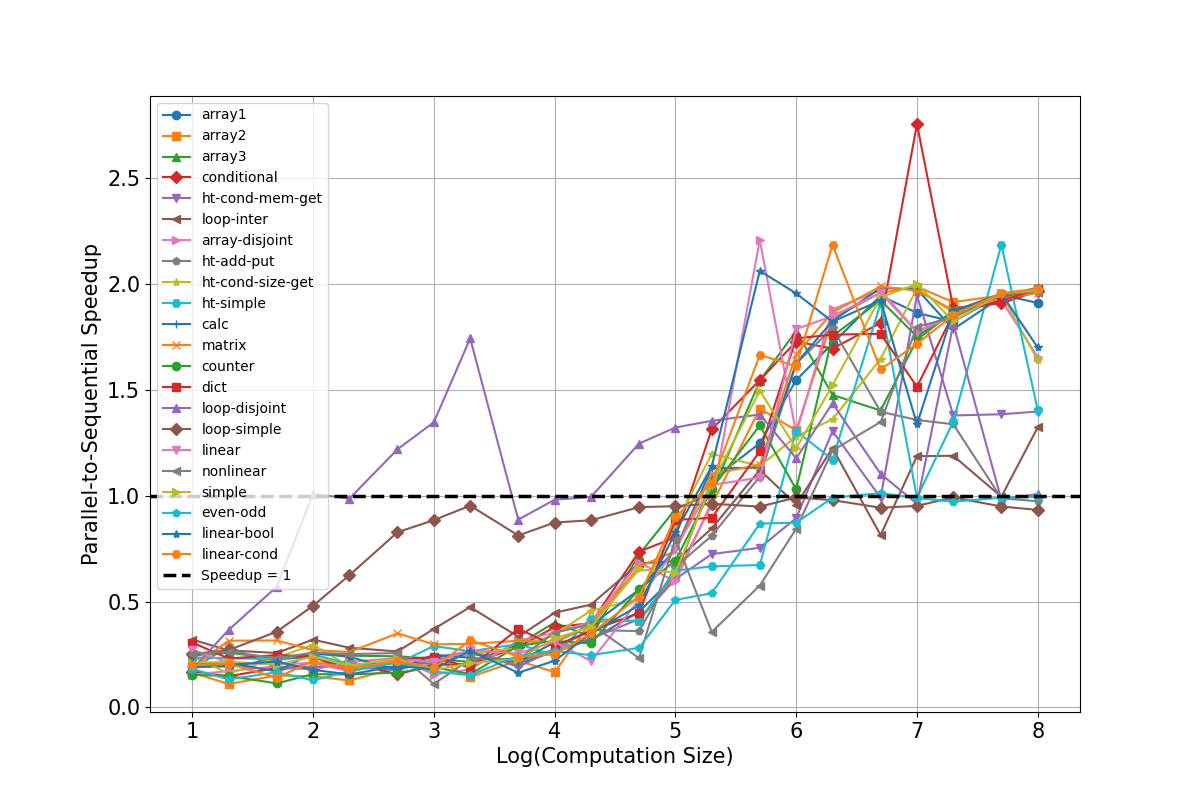 array1
array2
array3
conditional
ht-cond-mem-get
loop-inter
array-disjoint
ht-add-put
ht-cond-size-get
ht-simple
calc
matrix
counter
dict
loop-disjoint
loop-simple
linear
nonlinear
simple
even-odd
linear-bool
linear-cond
Speedup = 1
2.5
2.0
1.5
1.0
0.5
0.0
Parallel-to-Sequential Speedup
1 2 3 4 5 6 7 8
Log(Computation Size)